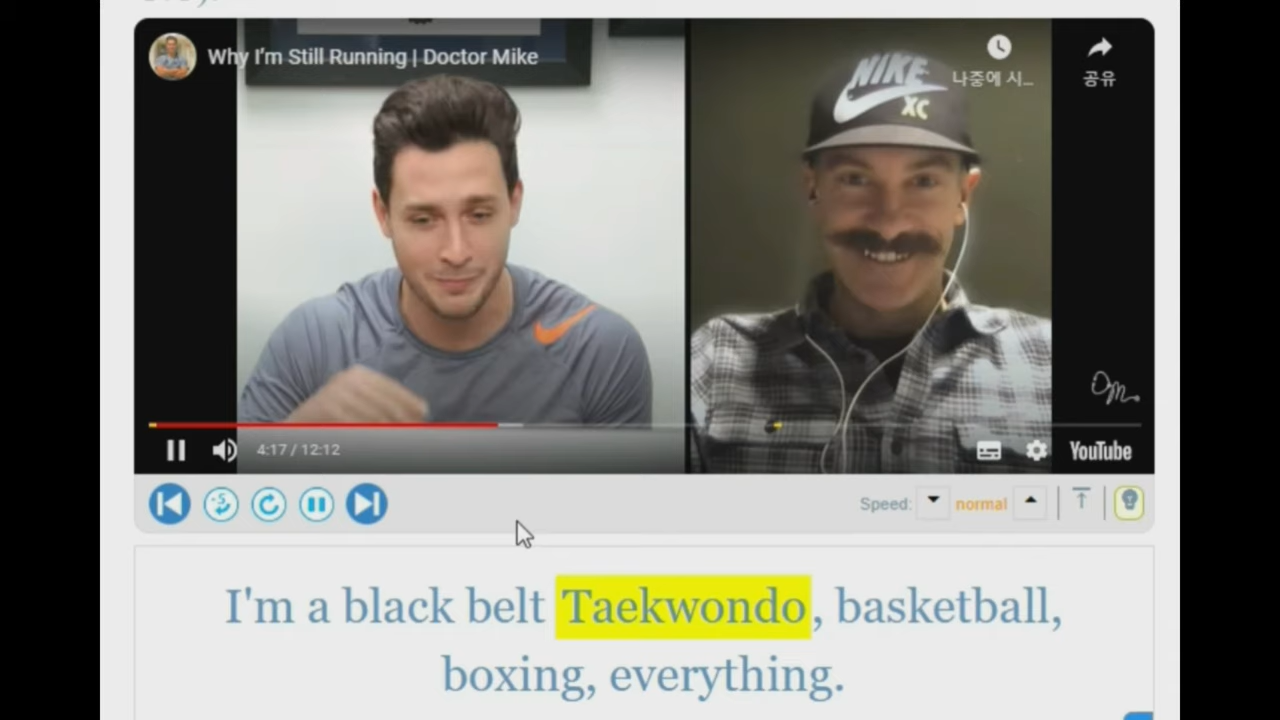 Why I'm Still Running | Doctor Mike
나중에 시...
공유
NIKE
XC
4:17 / 12:12
YouTube
Speed: normal
I'm a black belt Taekwondo, basketball,
boxing, everything.